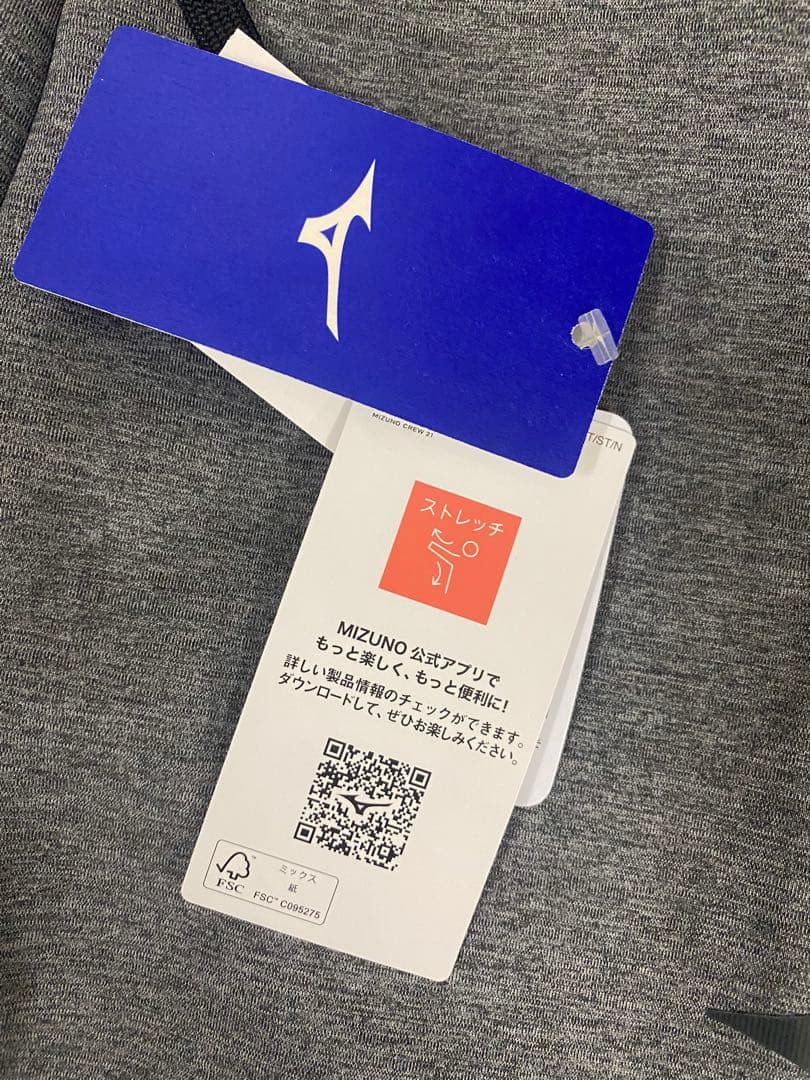 MIZUNO CREW 21
T/ST/N
ストレッチ
MIZUNO 公式アプリで
もっと楽しく、もっと便利に!
詳しい製品情報のチェックができます。
ダウンロードして、ぜひお楽しみください。
FSC
ミックス
紙
FSC™ C095275